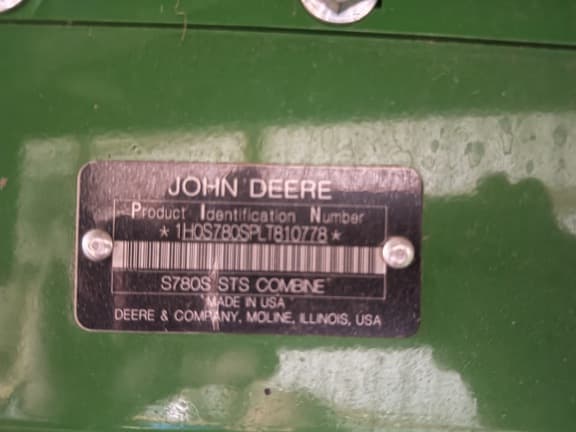 JOHN DEERE
Product Identification Number
*1H0S780SPLT810778*
S780S STS COMBINE
MADE IN USA
DEERE & COMPANY, MOLINE, ILLINOIS, USA